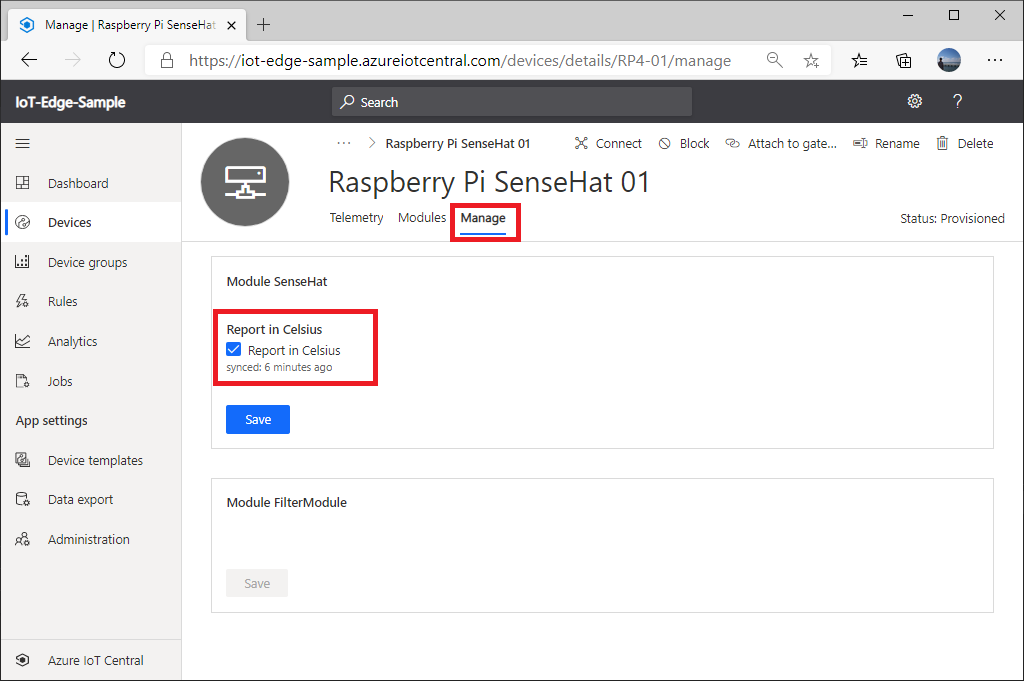 Manage | Raspberry Pi SenseHat
https://iot-edge-sample.azureiotcentral.com/devices/details/RP4-01/manage
IoT-Edge-Sample
Search
?
... > Raspberry Pi SenseHat 01
Connect
Block
Attach to gate...
Rename
Delete
Raspberry Pi SenseHat 01
Telemetry
Modules
Manage
Status: Provisioned
Dashboard
Devices
Device groups
Rules
Analytics
Jobs
App settings
Device templates
Data export
Administration
Azure IoT Central
Module SenseHat
Report in Celsius
Report in Celsius
synced: 6 minutes ago
Save
Module FilterModule
Save